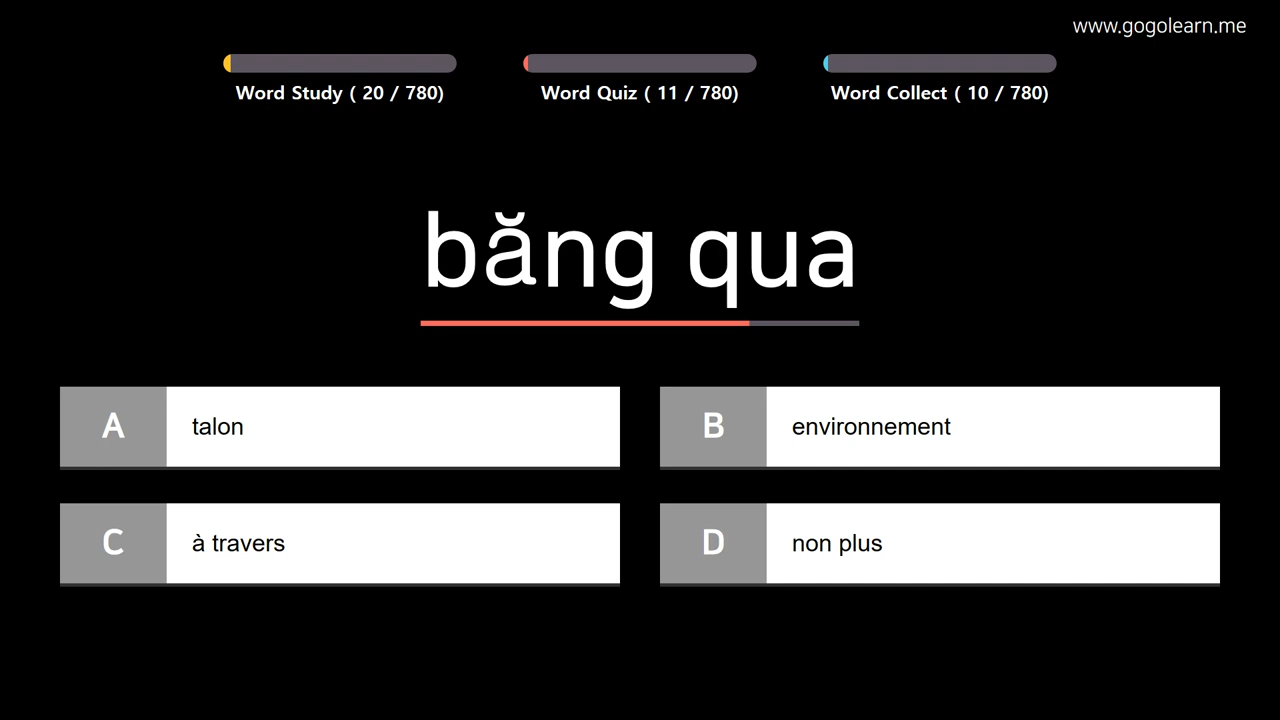 www.gogolearn.me
Word Study ( 20 / 780)
Word Quiz ( 11 / 780)
Word Collect ( 10 / 780)
băng qua
A talon
B environnement
C à travers
D non plus